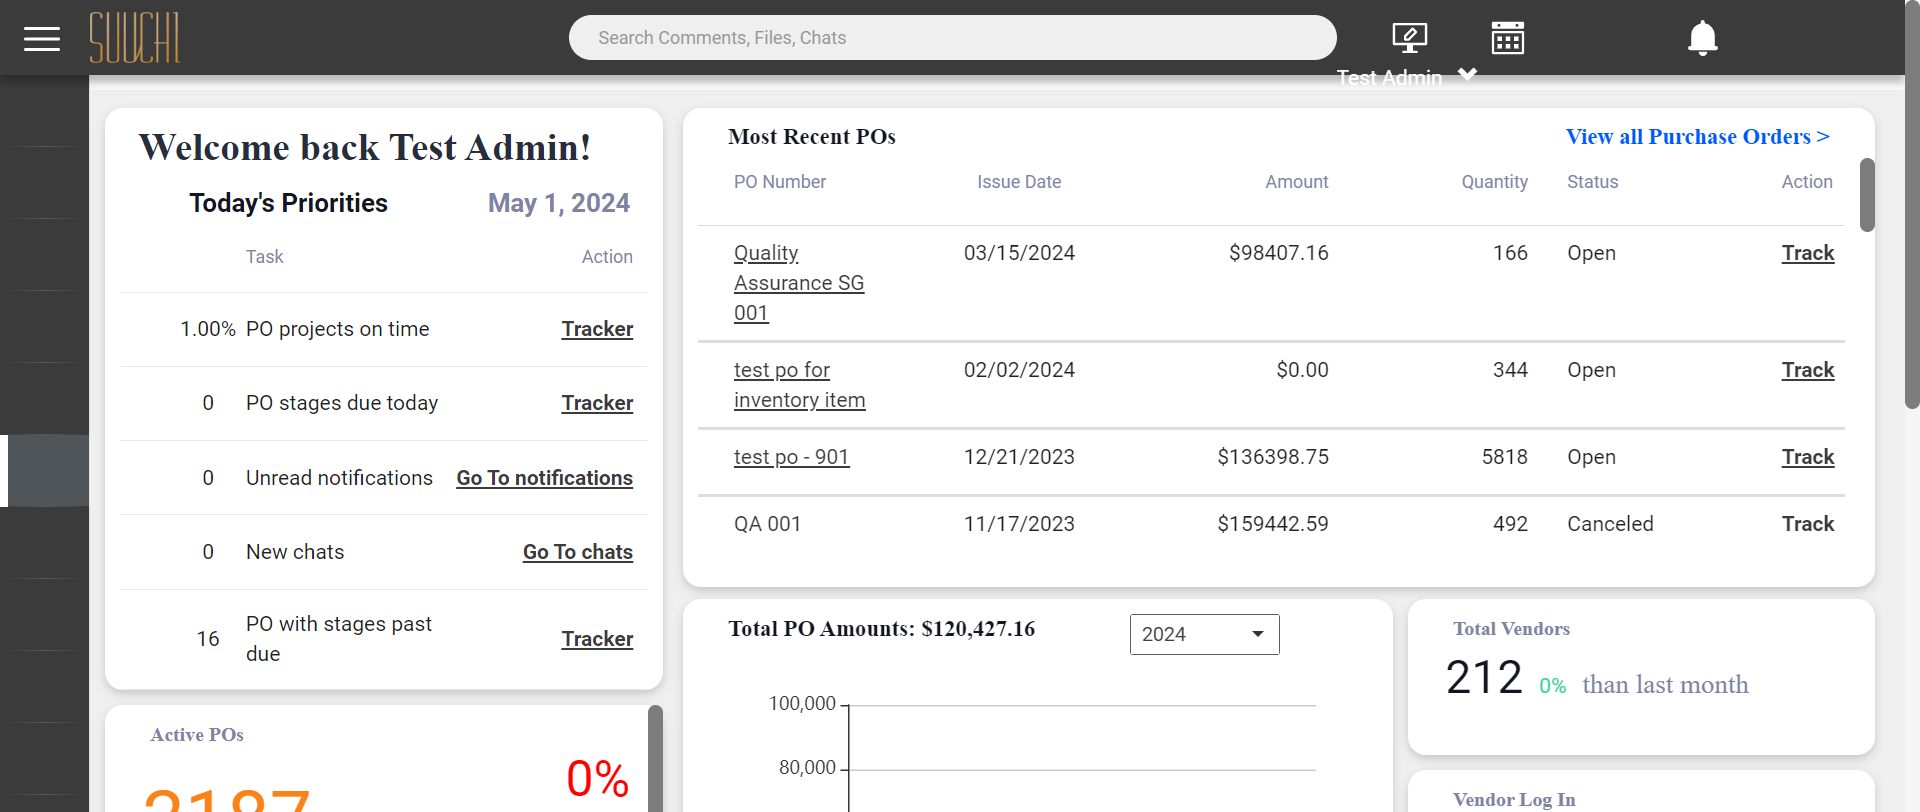 SUUCHI
Search Comments, Files, Chats
Test Admin
Welcome back Test Admin!
Today's Priorities May 1, 2024
Task Action
1.00% PO projects on time Tracker
0 PO stages due today Tracker
0 Unread notifications Go To notifications
0 New chats Go To chats
16 PO with stages past due Tracker
Active POs
0%
2187
Most Recent POs View all Purchase Orders >
PO Number Issue Date Amount Quantity Status Action
Quality Assurance SG 001 03/15/2024 $98407.16 166 Open Track
test po for inventory item 02/02/2024 $0.00 344 Open Track
test po - 901 12/21/2023 $136398.75 5818 Open Track
QA 001 11/17/2023 $159442.59 492 Canceled Track
Total PO Amounts: $120,427.16 2024
100,000
80,000
Total Vendors
212 0% than last month
Vendor Log In